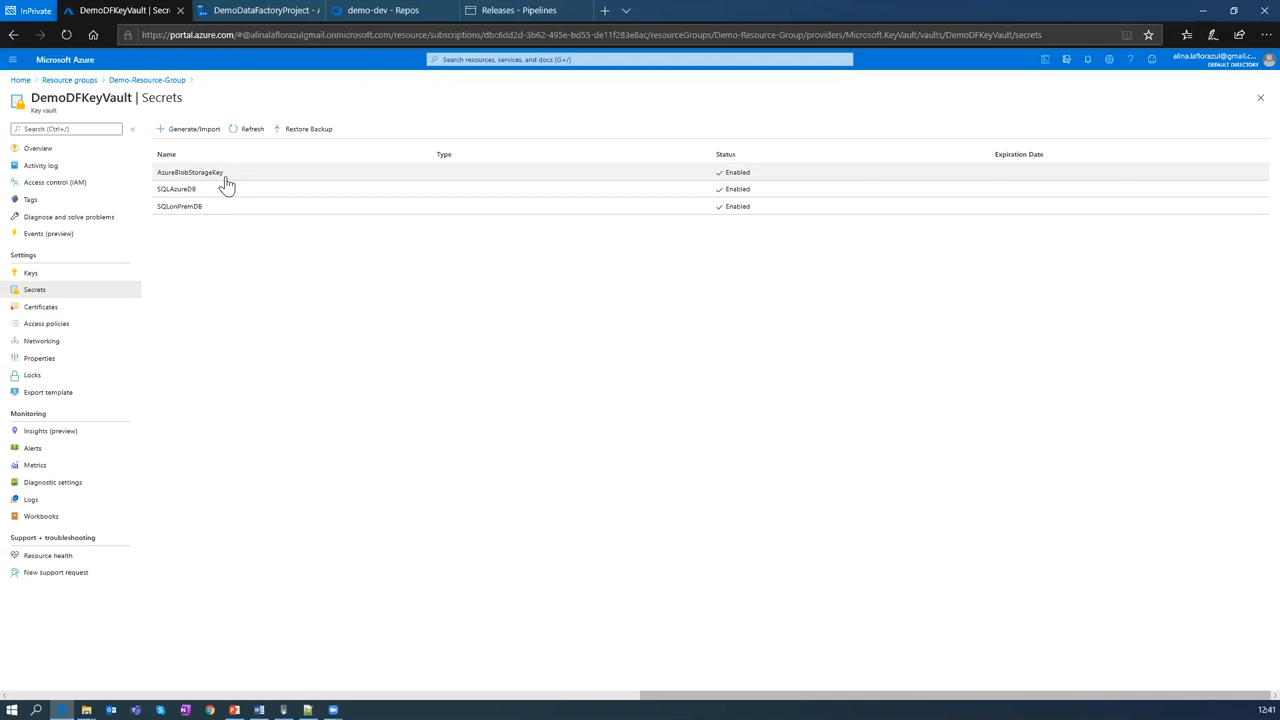 InPrivate
DemoDFKeyVault | Secr
DemoDataFactoryProject - A
demo-dev - Repos
Releases - Pipelines
https://portal.azure.com/#@alinalaflorazulgmail.onmicrosoft.com/resource/subscriptions/dbc6dd2d-3b62-495e-bd55-de11f283e8ac/resourceGroups/Demo-Resource-Group/providers/Microsoft.KeyVault/vaults/DemoDFKeyVault/secrets
Microsoft Azure
Search resources, services, and docs (G+/)
alina.laflorazul@gmail.c...
DEFAULT DIRECTORY
Home > Resource groups > Demo-Resource-Group >
DemoDFKeyVault | Secrets
Key vault
Search (Ctrl+/)
Generate/Import
Refresh
Restore Backup
Name Type Status Expiration Date
AzureBlobStorageKey Enabled
SQLAzureDB Enabled
SQLonPremDB Enabled
Overview
Activity log
Access control (IAM)
Tags
Diagnose and solve problems
Events (preview)
Settings
Keys
Secrets
Certificates
Access policies
Networking
Properties
Locks
Export template
Monitoring
Insights (preview)
Alerts
Metrics
Diagnostic settings
Logs
Workbooks
Support + troubleshooting
Resource health
New support request
12:41